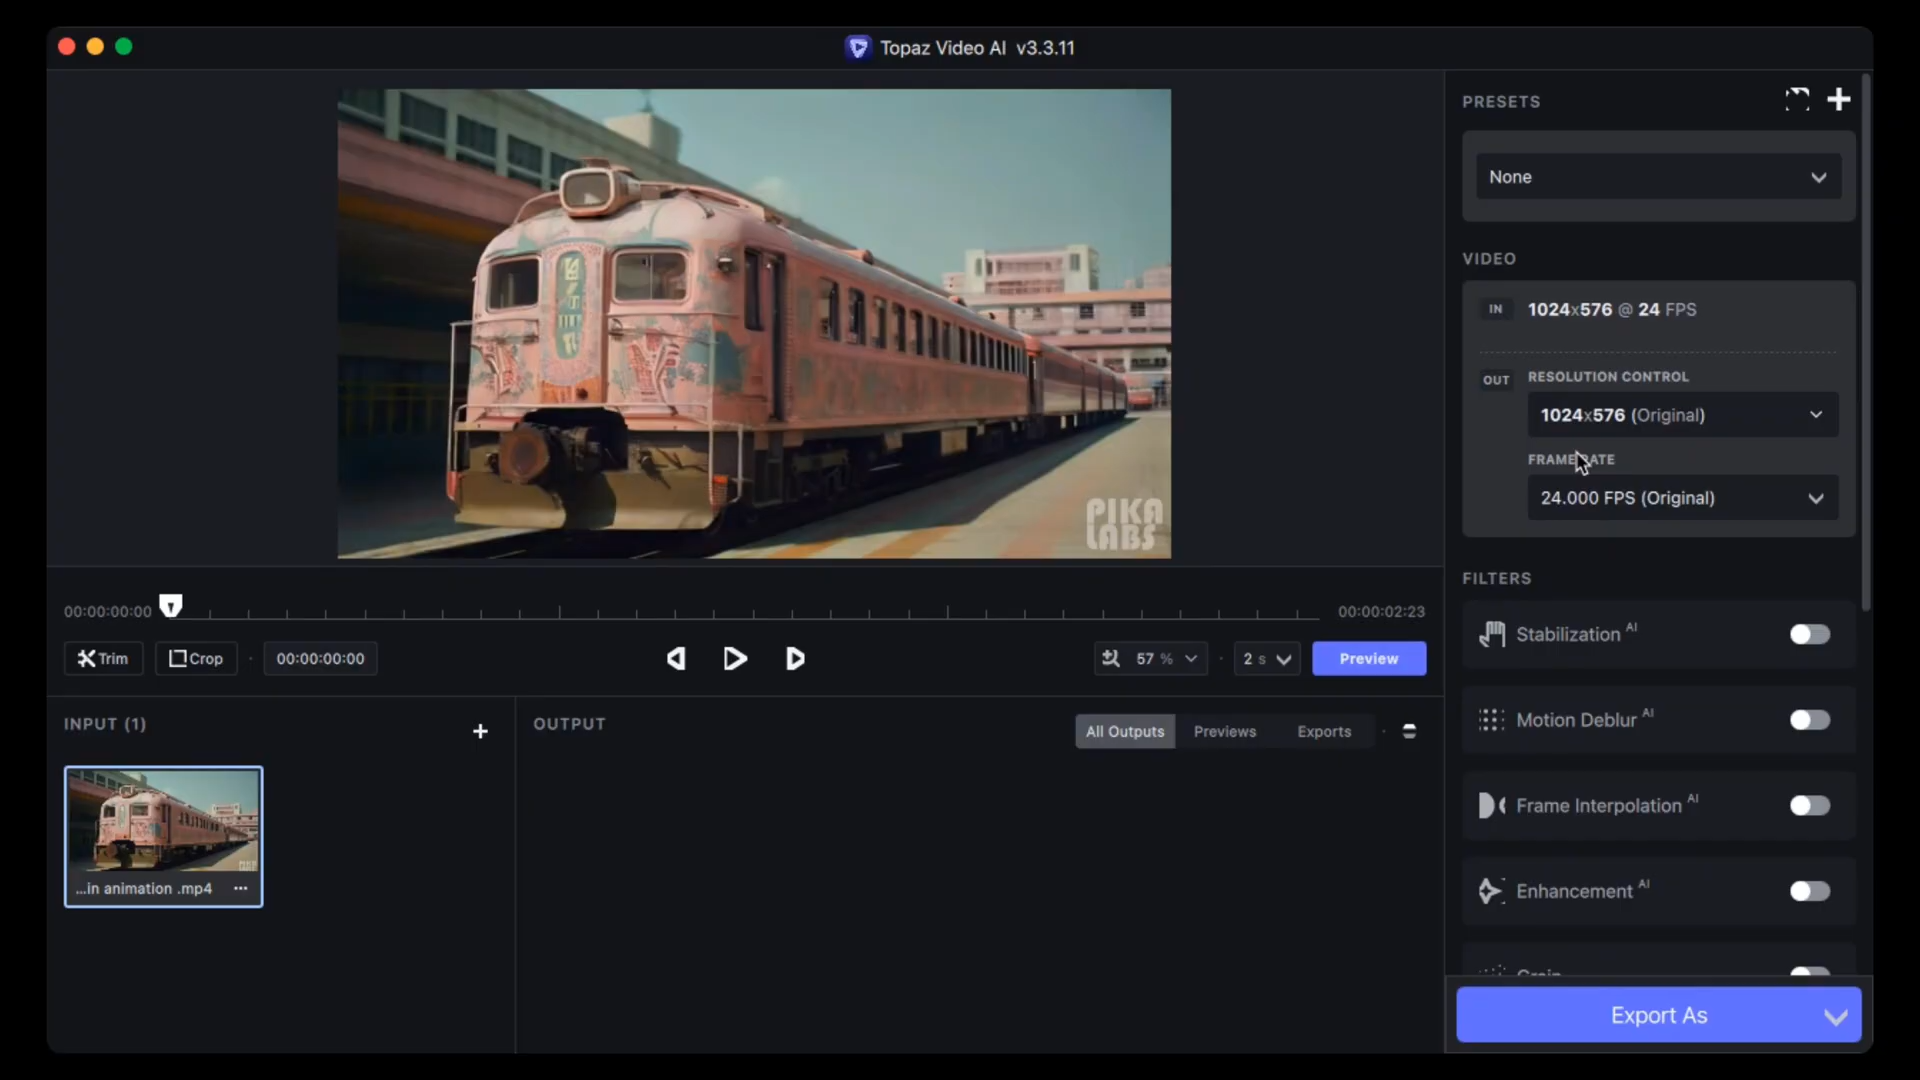 Topaz Video AI v3.3.11
PRESETS
None
VIDEO
IN 1024x576 @ 24 FPS
OUT RESOLUTION CONTROL
1024x576 (Original)
FRAME RATE
24.000 FPS (Original)
PIKA
LABS
FILTERS
Stabilization AI
Motion Deblur AI
Frame Interpolation AI
Enhancement AI
Grain
Export As
00:00:00:00
00:00:02:23
Trim
Crop
00:00:00:00
57 %
2 s
Preview
INPUT (1)
...in animation .mp4
OUTPUT
All Outputs Previews Exports